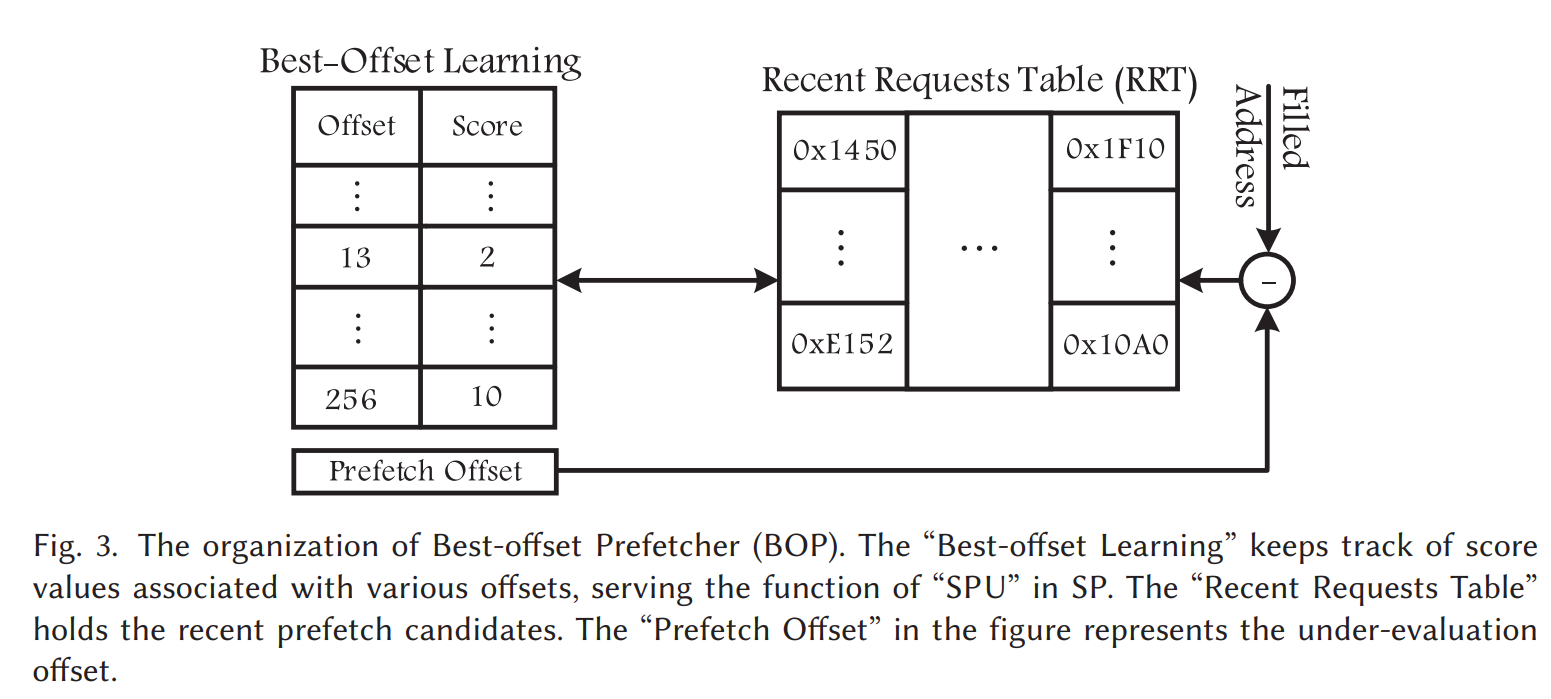 Best-Offset Learning
Offset Score
⋮ ⋮
13 2
⋮ ⋮
256 10
Prefetch Offset
Recent Requests Table (RRT)
0x1450 0x1F10
⋮ ... ⋮
0xE152 0x10A0
Filled
Address
−
Fig. 3. The organization of Best-offset Prefetcher (BOP). The “Best-offset Learning” keeps track of score
values associated with various offsets, serving the function of “SPU” in SP. The “Recent Requests Table”
holds the recent prefetch candidates. The “Prefetch Offset” in the figure represents the under-evaluation
offset.